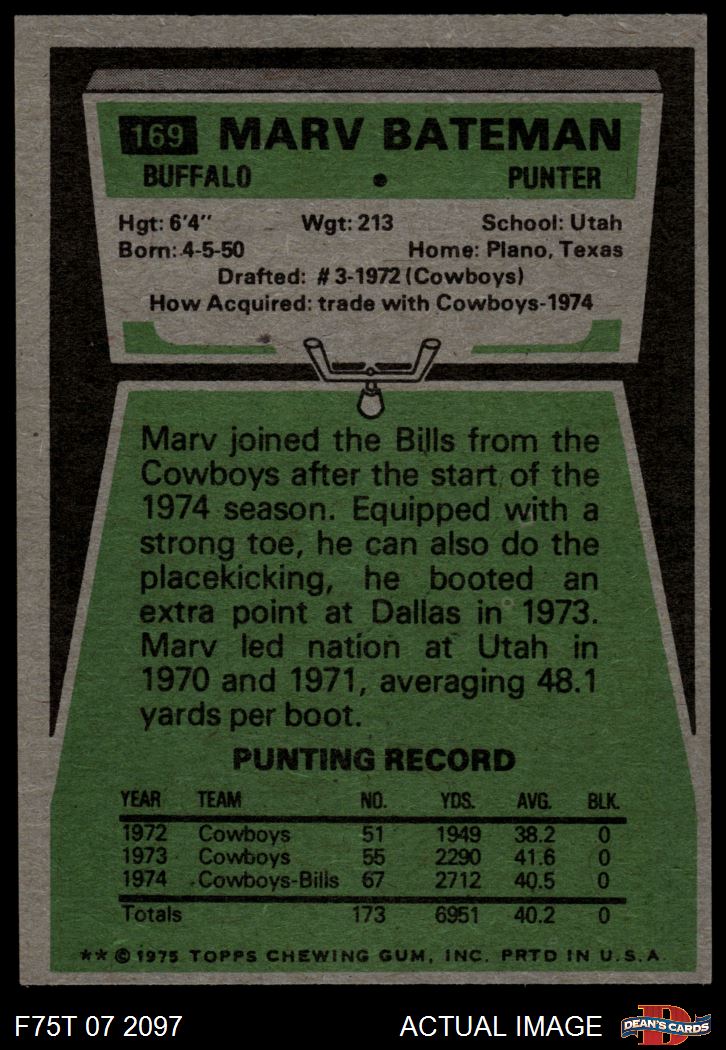 169 MARV BATEMAN
BUFFALO • PUNTER
Hgt: 6'4" Wgt: 213 School: Utah
Born: 4-5-50 Home: Plano, Texas
Drafted: #3-1972 (Cowboys)
How Acquired: trade with Cowboys-1974
Marv joined the Bills from the
Cowboys after the start of the
1974 season. Equipped with a
strong toe, he can also do the
placekicking, he booted an
extra point at Dallas in 1973.
Marv led nation at Utah in
1970 and 1971, averaging 48.1
yards per boot.
PUNTING RECORD
YEAR TEAM NO. YDS. AVG. BLK.
1972 Cowboys 51 1949 38.2 0
1973 Cowboys 55 2290 41.6 0
1974 Cowboys-Bills 67 2712 40.5 0
Totals 173 6951 40.2 0
** © 1975 TOPPS CHEWING GUM, INC. PRTD IN U.S.A.
F75T 07 2097 ACTUAL IMAGE D DEAN'S CARDS